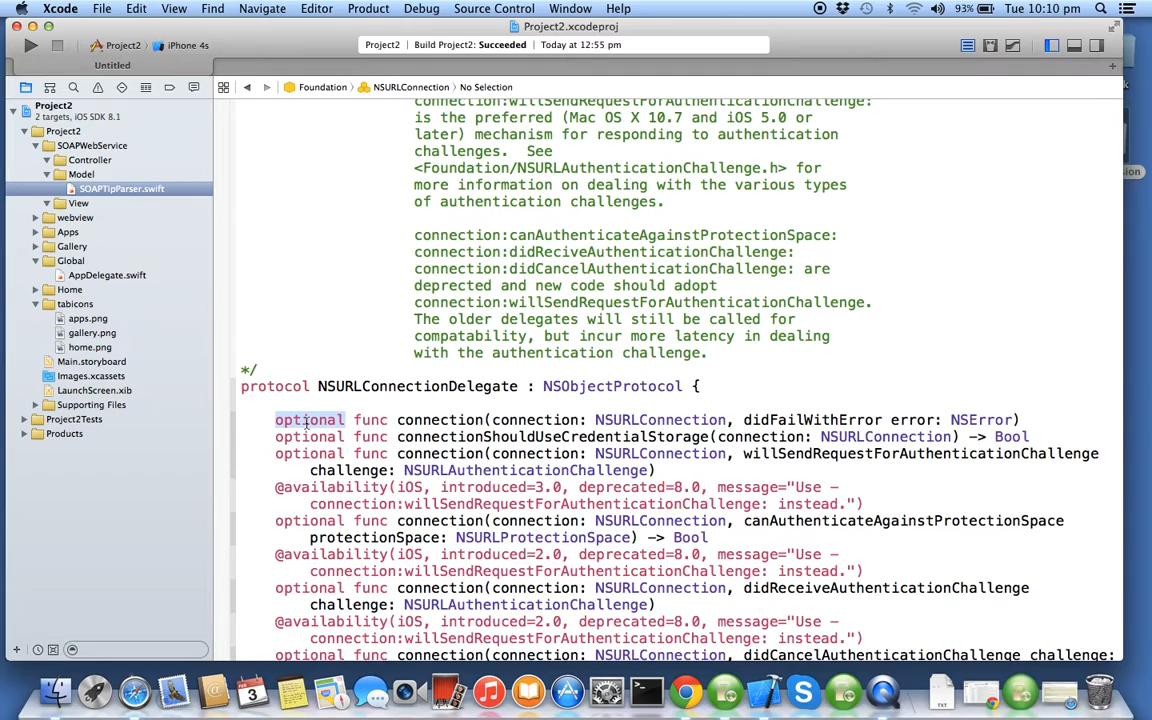 Xcode File Edit View Find Navigate Editor Product Debug Source Control Window Help 93% Tue 10:10 pm
Project2.xcodeproj
Project2 iPhone 4s Project2 Build Project2: Succeeded Today at 12:55 pm
Untitled
Foundation NSURLConnection No Selection
Project2
2 targets, iOS SDK 8.1
Project2
SOAPWebService
Controller
Model
SOAPTipParser.swift
View
webview
Apps
Gallery
Global
AppDelegate.swift
Home
tabicons
apps.png
gallery.png
home.png
Main.storyboard
Images.xcassets
LaunchScreen.xib
Supporting Files
Project2Tests
Products
connection:willSendRequestForAuthenticationChallenge:
is the preferred (Mac OS X 10.7 and iOS 5.0 or
later) mechanism for responding to authentication
challenges.  See
<Foundation/NSURLAuthenticationChallenge.h> for
more information on dealing with the various types
of authentication challenges.
connection:canAuthenticateAgainstProtectionSpace:
connection:didReciveAuthenticationChallenge:
connection:didCancelAuthenticationChallenge: are
deprected and new code should adopt
connection:willSendRequestForAuthenticationChallenge.
The older delegates will still be called for
compatability, but incur more latency in dealing
with the authentication challenge.
*/
protocol NSURLConnectionDelegate : NSObjectProtocol {
optional func connection(connection: NSURLConnection, didFailWithError error: NSError)
optional func connectionShouldUseCredentialStorage(connection: NSURLConnection) -> Bool
optional func connection(connection: NSURLConnection, willSendRequestForAuthenticationChallenge
challenge: NSURLAuthenticationChallenge)
@availability(iOS, introduced=3.0, deprecated=8.0, message="Use -
connection:willSendRequestForAuthenticationChallenge: instead.")
optional func connection(connection: NSURLConnection, canAuthenticateAgainstProtectionSpace
protectionSpace: NSURLProtectionSpace) -> Bool
@availability(iOS, introduced=2.0, deprecated=8.0, message="Use -
connection:willSendRequestForAuthenticationChallenge: instead.")
optional func connection(connection: NSURLConnection, didReceiveAuthenticationChallenge
challenge: NSURLAuthenticationChallenge)
@availability(iOS, introduced=2.0, deprecated=8.0, message="Use -
connection:willSendRequestForAuthenticationChallenge: instead.")
optional func connection(connection: NSURLConnection, didCancelAuthenticationChallenge challenge:
FEB
3
TXT